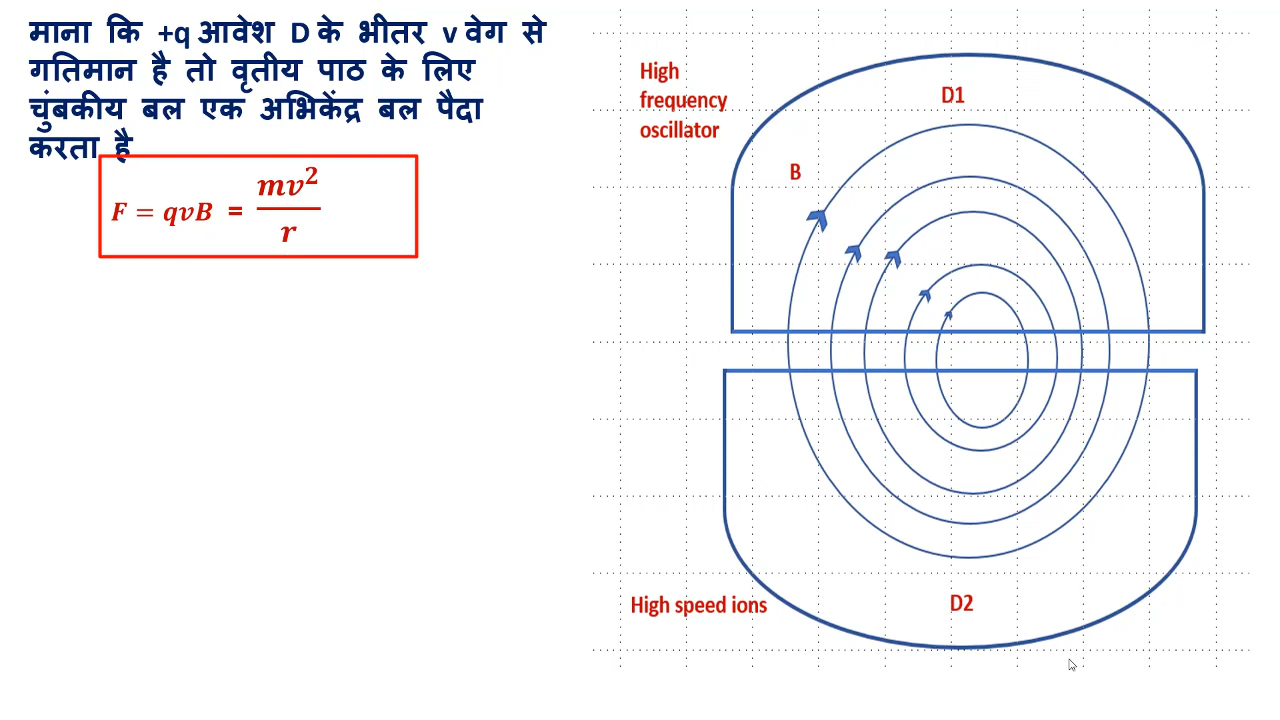 माना कि +q आवेश D के भीतर v वेग से
गतिमान है तो वृतीय पाठ के लिए
चुंबकीय बल एक अभिकेंद्र बल पैदा
करता है
F = qvB = mv²/r
High
frequency
oscillator
D1
B
High speed ions
D2